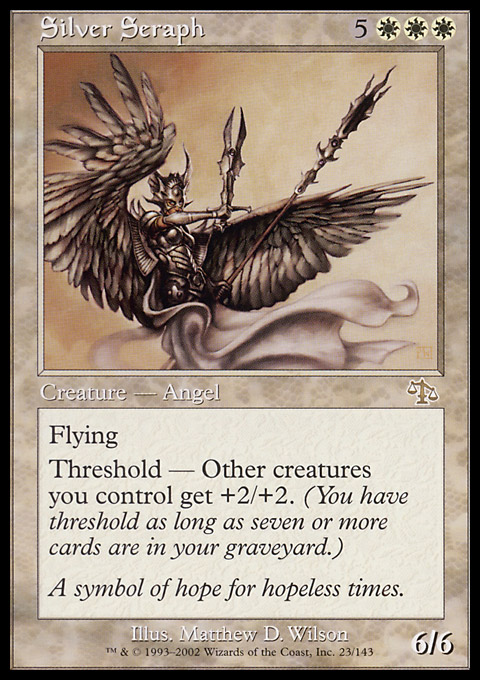 Silver Seraph 5
Creature — Angel
Flying
Threshold — Other creatures
you control get +2/+2. (You have
threshold as long as seven or more
cards are in your graveyard.)
A symbol of hope for hopeless times.
Illus. Matthew D. Wilson
™ & © 1993–2002 Wizards of the Coast, Inc. 23/143
6/6